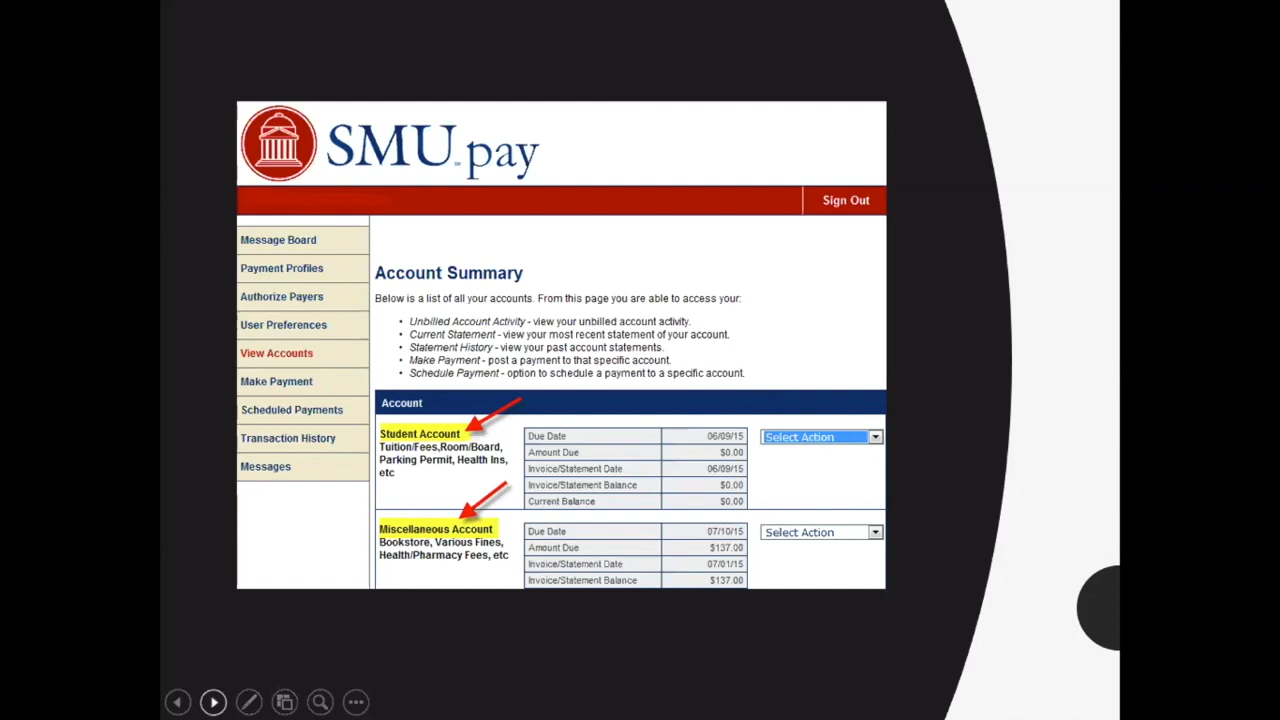 SMU.pay
Sign Out
Message Board
Payment Profiles
Authorize Payers
User Preferences
View Accounts
Make Payment
Scheduled Payments
Transaction History
Messages
Account Summary
Below is a list of all your accounts. From this page you are able to access your:
• Unbilled Account Activity - view your unbilled account activity.
• Current Statement - view your most recent statement of your account.
• Statement History - view your past account statements.
• Make Payment - post a payment to that specific account.
• Schedule Payment - option to schedule a payment to a specific account.
Account
Student Account
Tuition/Fees,Room/Board,
Parking Permit, Health Ins,
etc
Due Date 06/09/15
Amount Due $0.00
Invoice/Statement Date 06/09/15
Invoice/Statement Balance $0.00
Current Balance $0.00
Select Action
Miscellaneous Account
Bookstore, Various Fines,
Health/Pharmacy Fees, etc
Due Date 07/10/15
Amount Due $137.00
Invoice/Statement Date 07/01/15
Invoice/Statement Balance $137.00
Select Action